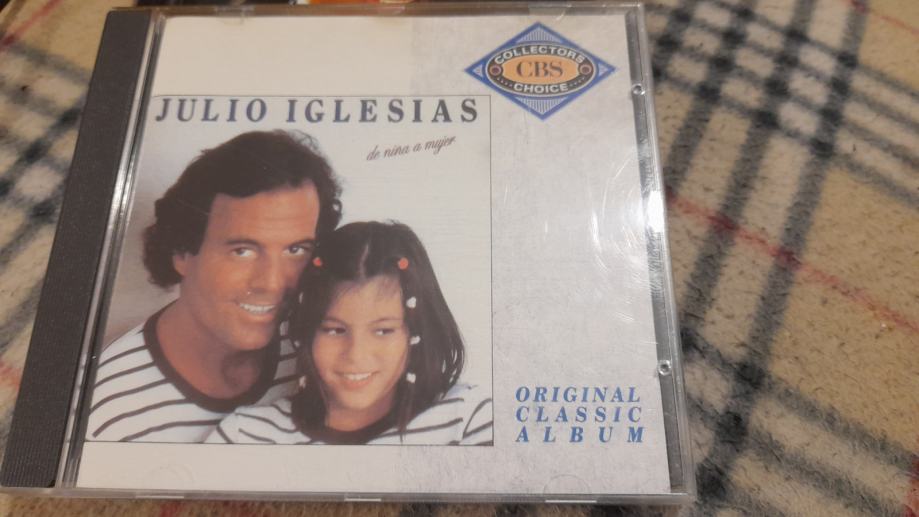 COLLECTORS
CBS
CHOICE
JULIO IGLESIAS
de niña a mujer
ORIGINAL
CLASSIC
ALBUM